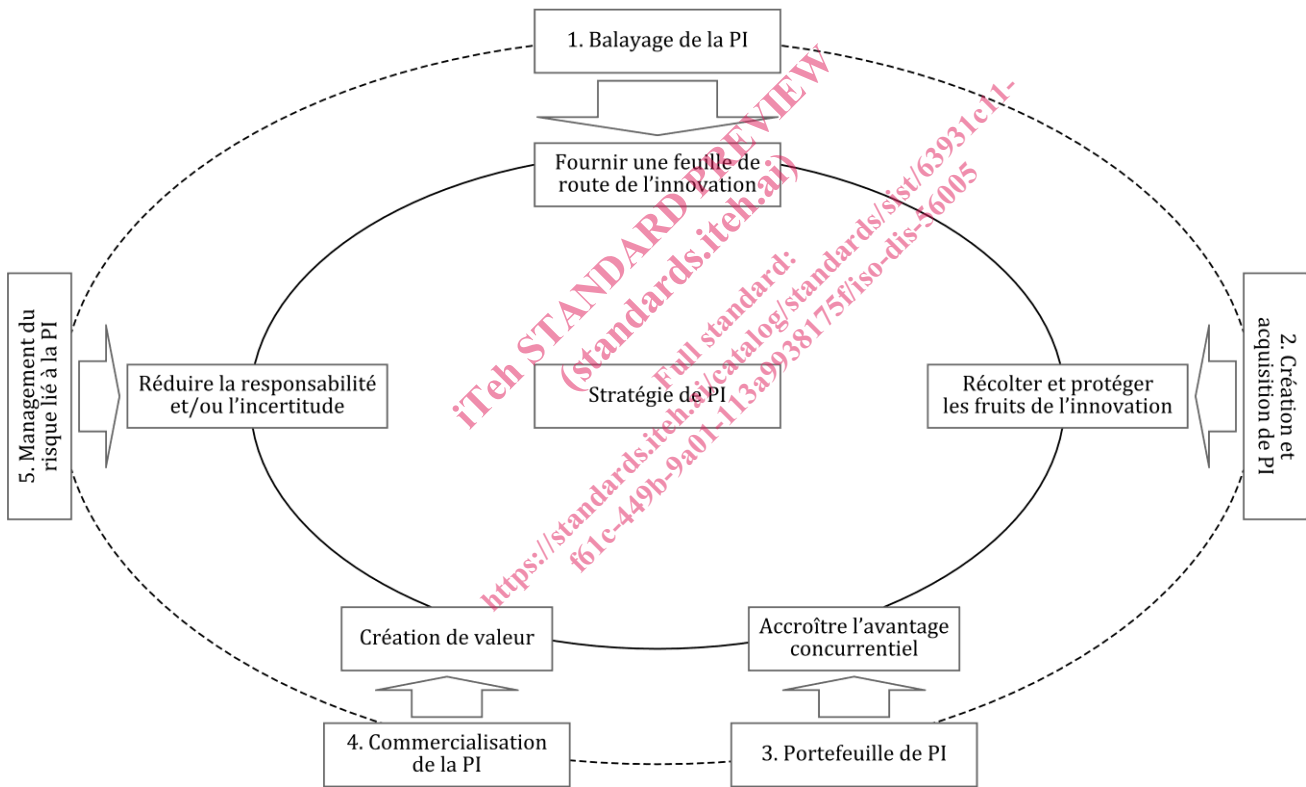 1. Balayage de la PI
Fournir une feuille de
route de l’innovation
5. Management du
risque lié à la PI
Réduire la responsabilité
et/ou l’incertitude
Stratégie de PI
Récolter et protéger
les fruits de l’innovation
2. Création et
acquisition de PI
Création de valeur
Accroître l’avantage
concurrentiel
4. Commercialisation
de la PI
3. Portefeuille de PI
iTeh STANDARD PREVIEW
(standards.iteh.ai)
Full standard:
https://standards.iteh.ai/catalog/standards/sist/63931c11-
f61c-449b-9a01-113a9938175f/iso-dis-56005